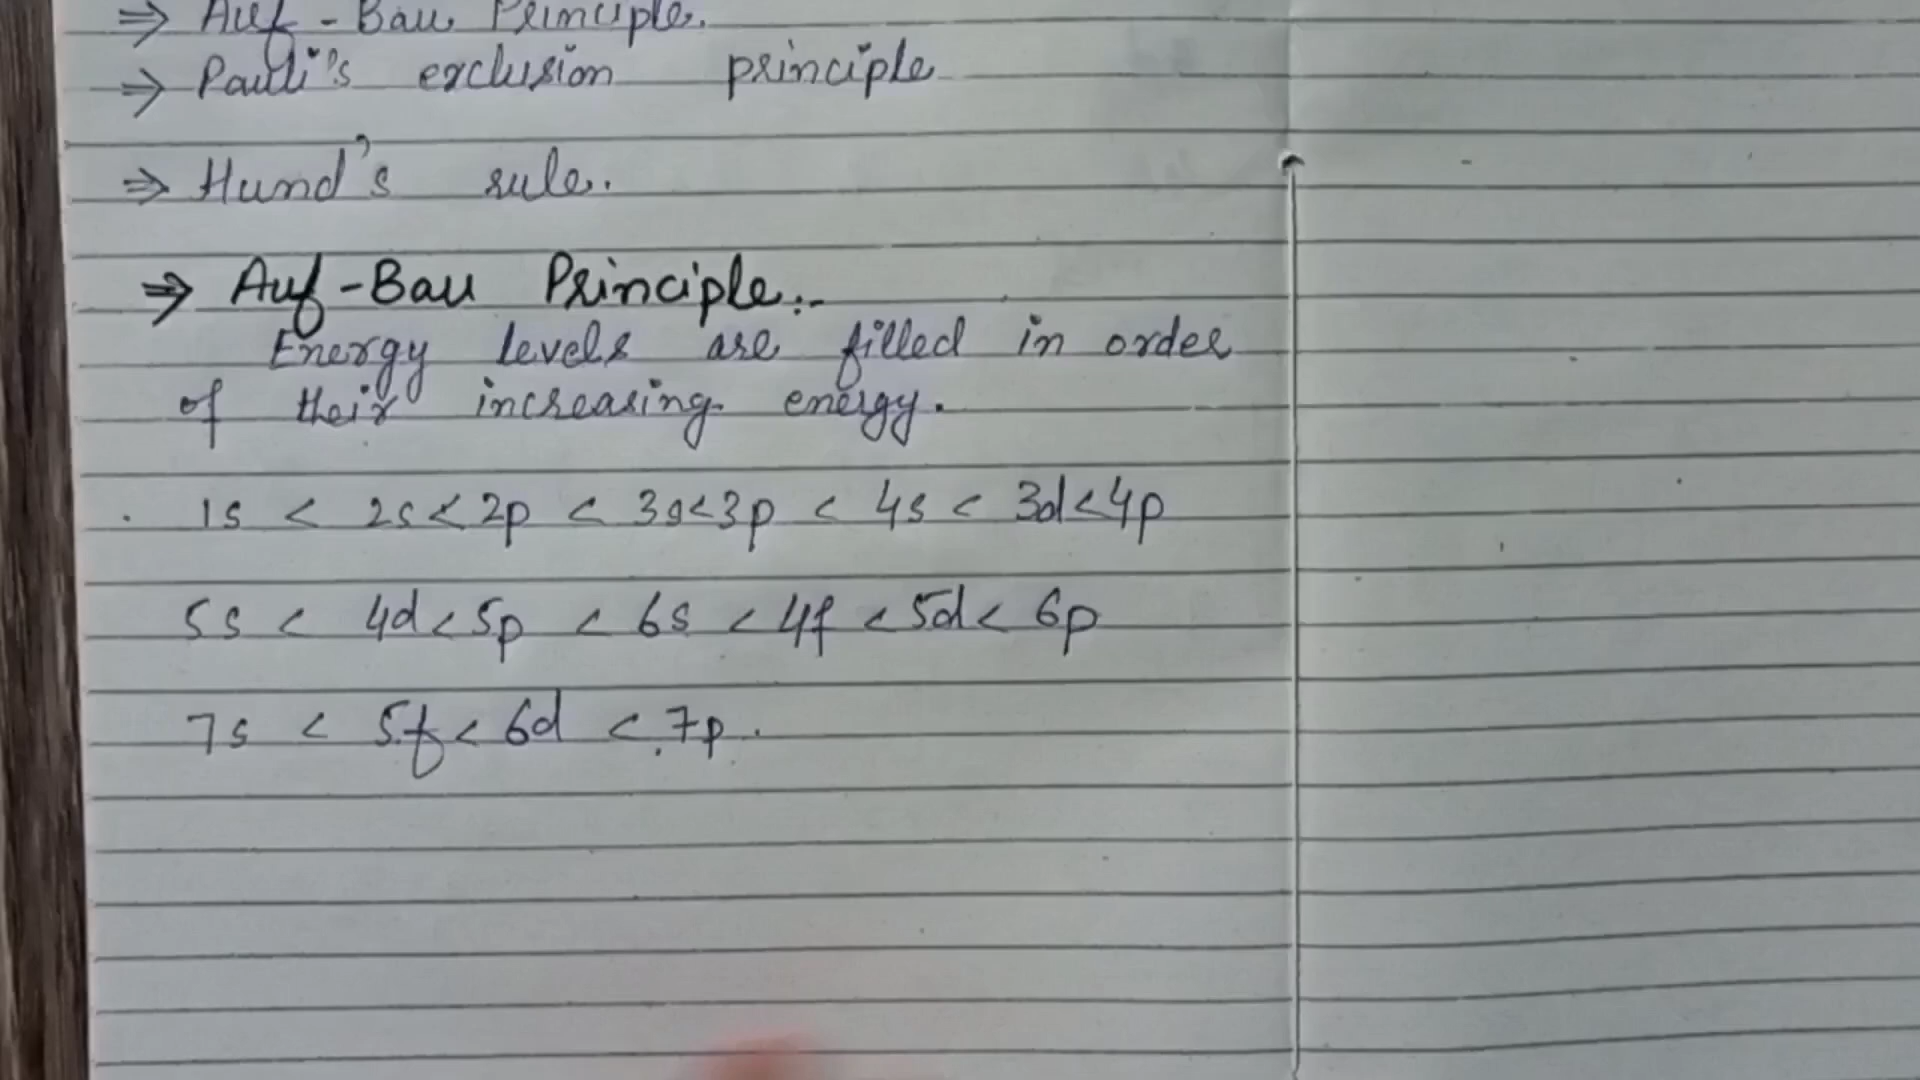 ⇒ Auf-Bau Principle.
⇒ Pauli's exclusion principle
⇒ Hund's rule.
⇒ Auf-Bau Principle:-
Energy levels are filled in order
of their increasing energy.
1s < 2s < 2p < 3s < 3p < 4s < 3d < 4p
5s < 4d < 5p < 6s < 4f < 5d < 6p
7s < 5f < 6d < 7p.